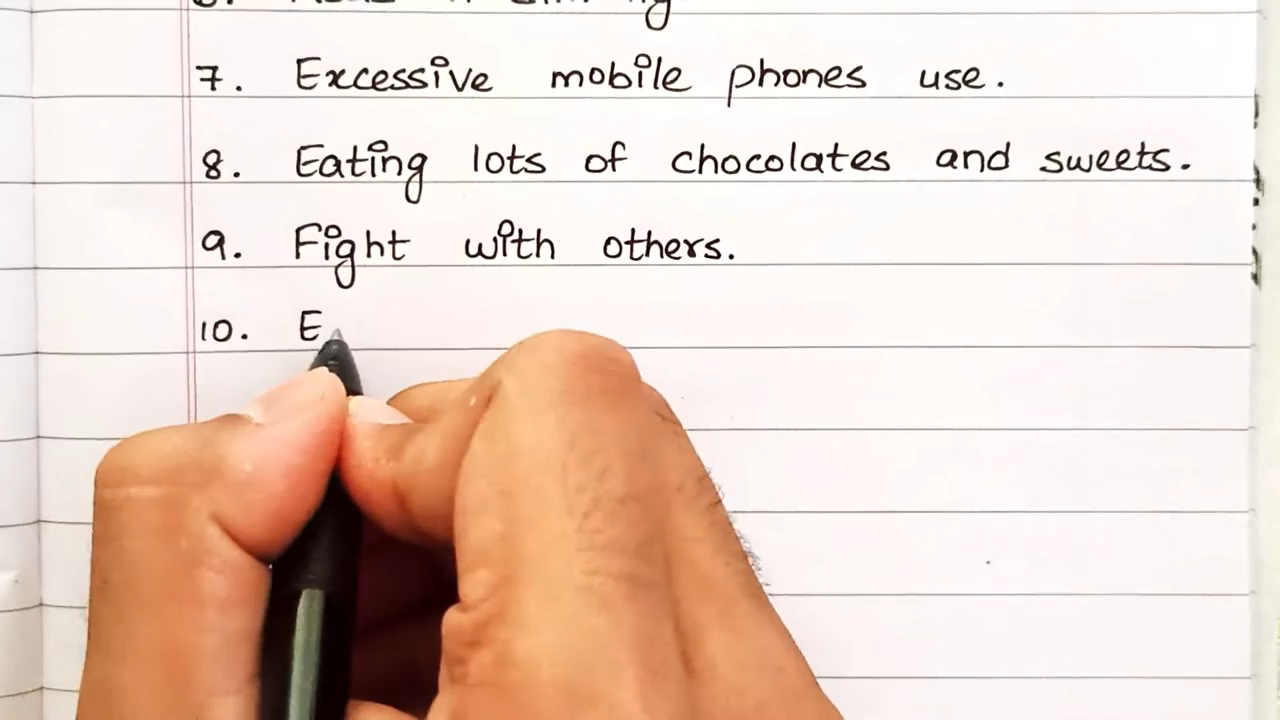 7. Excessive mobile phones use.
8. Eating lots of chocolates and sweets.
9. Fight with others.
10. E